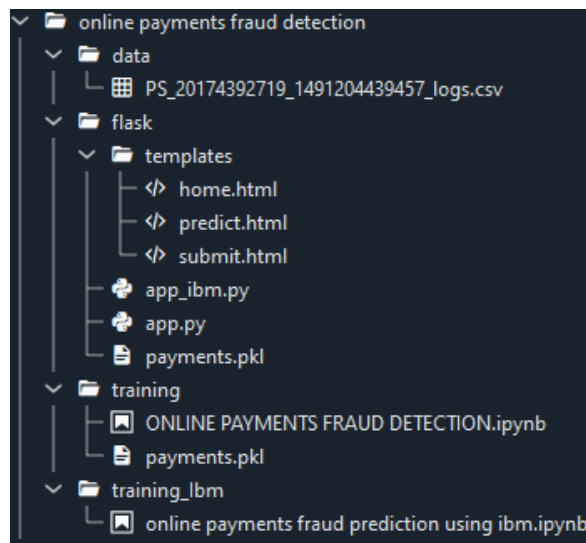 online payments fraud detection
data
PS_20174392719_1491204439457_logs.csv
flask
templates
home.html
predict.html
submit.html
app_ibm.py
app.py
payments.pkl
training
ONLINE PAYMENTS FRAUD DETECTION.ipynb
payments.pkl
training_lbm
online payments fraud prediction using ibm.ipynb